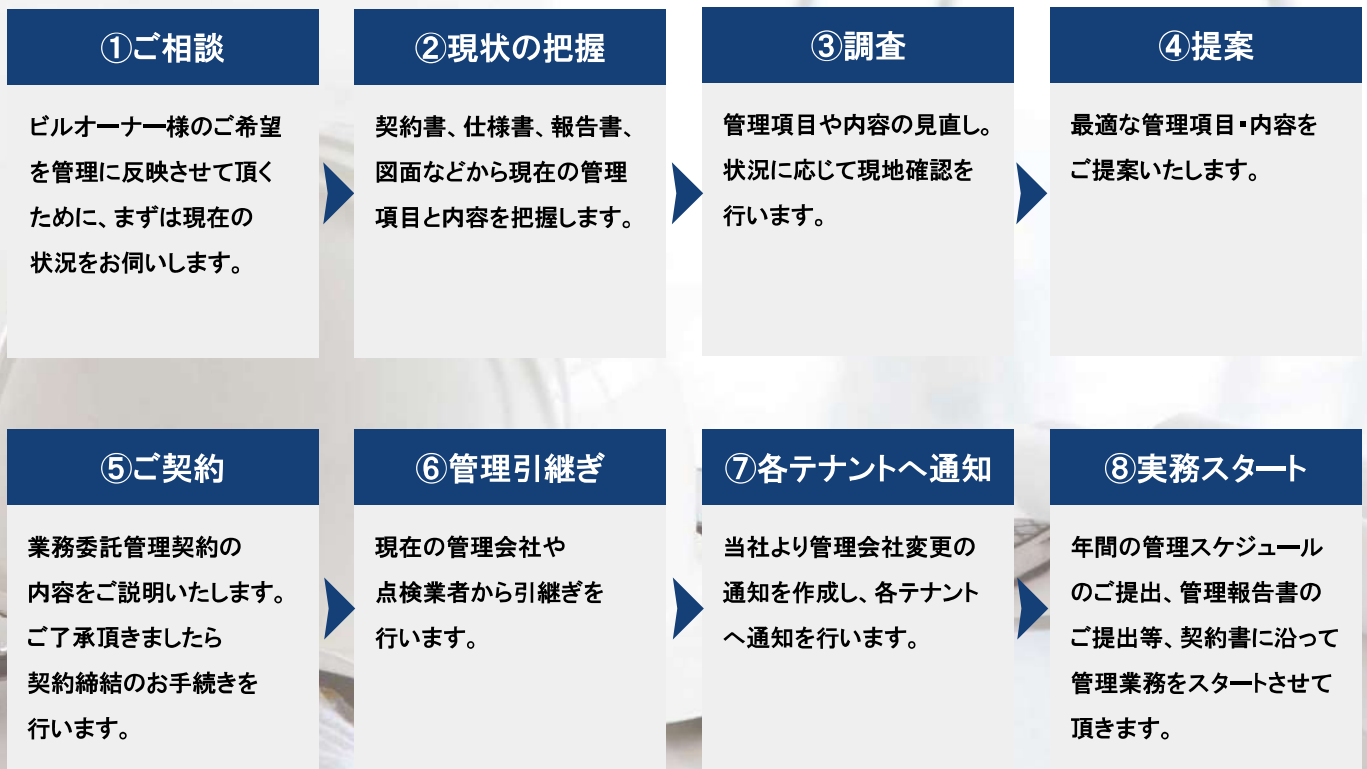 ①ご相談
ビルオーナー様のご希望
を管理に反映させて頂く
ために、まずは現在の
状況をお伺いします。
②現状の把握
契約書、仕様書、報告書、
図面などから現在の管理
項目と内容を把握します。
③調査
管理項目や内容の見直し。
状況に応じて現地確認を
行います。
④提案
最適な管理項目・内容を
ご提案いたします。
⑤ご契約
業務委託管理契約の
内容をご説明いたします。
ご了承頂きましたら
契約締結のお手続きを
行います。
⑥管理引継ぎ
現在の管理会社や
点検業者から引継ぎを
行います。
⑦各テナントへ通知
当社より管理会社変更の
通知を作成し、各テナント
へ通知を行います。
⑧実務スタート
年間の管理スケジュール
のご提出、管理報告書の
ご提出等、契約書に沿って
管理業務をスタートさせて
頂きます。